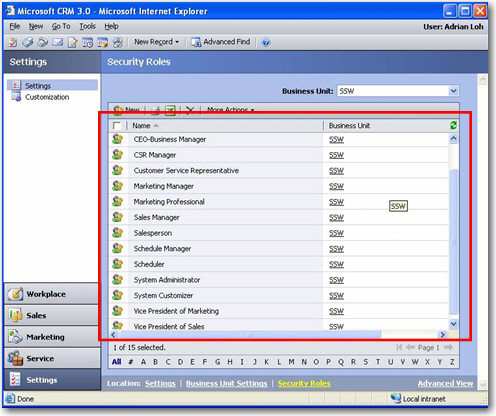 Microsoft CRM 3.0 - Microsoft Internet Explorer
File New Go To Tools Help User: Adrian Loh
New Record Advanced Find
Settings Security Roles
Settings
Customization
Business Unit: SSW
New More Actions
Name Business Unit
CEO-Business Manager SSW
CSR Manager SSW
Customer Service Representative SSW
Marketing Manager SSW
Marketing Professional SSW
SSW
Sales Manager SSW
Salesperson SSW
Schedule Manager SSW
Scheduler SSW
System Administrator SSW
System Customizer SSW
Vice President of Marketing SSW
Vice President of Sales SSW
Workplace
Sales
Marketing
Service
Settings
1 of 15 selected. Page 1
All # A B C D E F G H I J K L M N O P Q R S T U V W X Y Z
Location: Settings | Business Unit Settings | Security Roles Advanced View
Done Local intranet